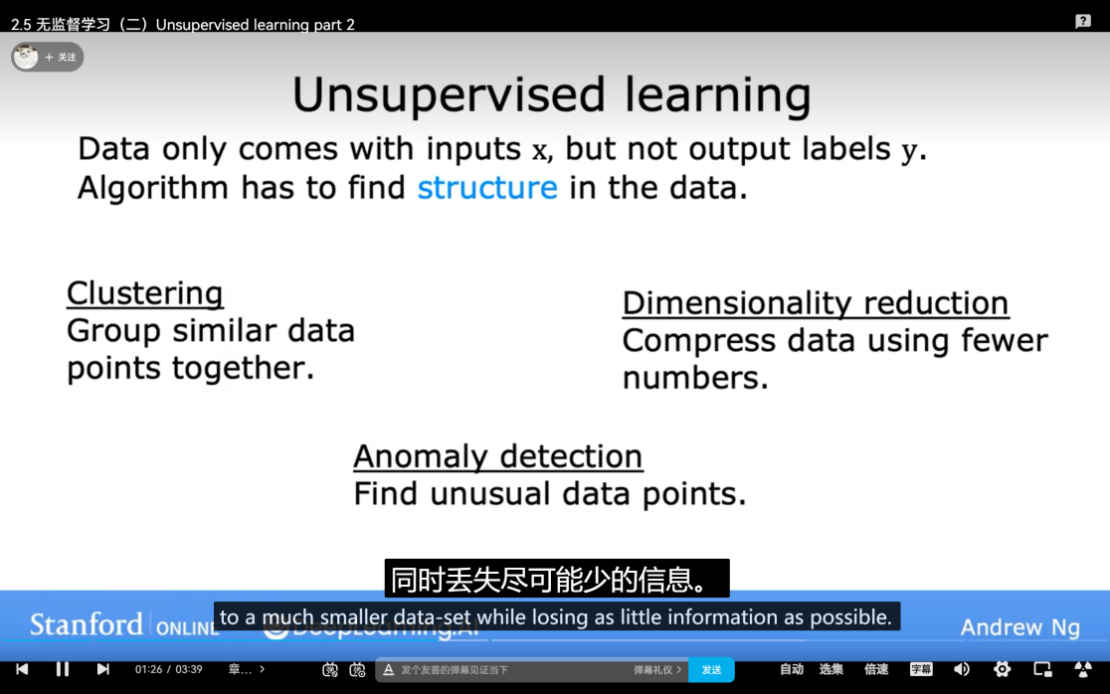 2.5 无监督学习（二）Unsupervised learning part 2
+ 关注
Unsupervised learning
Data only comes with inputs x, but not output labels y.
Algorithm has to find structure in the data.
Clustering
Group similar data
points together.
Dimensionality reduction
Compress data using fewer
numbers.
Anomaly detection
Find unusual data points.
同时丢失尽可能少的信息。
to a much smaller data-set while losing as little information as possible.
Stanford ONLINE DeepLearning.AI Andrew Ng
01:26 / 03:39 章... > 发个友善的弹幕见证当下 弹幕礼仪 > 发送 自动 选集 倍速 字幕